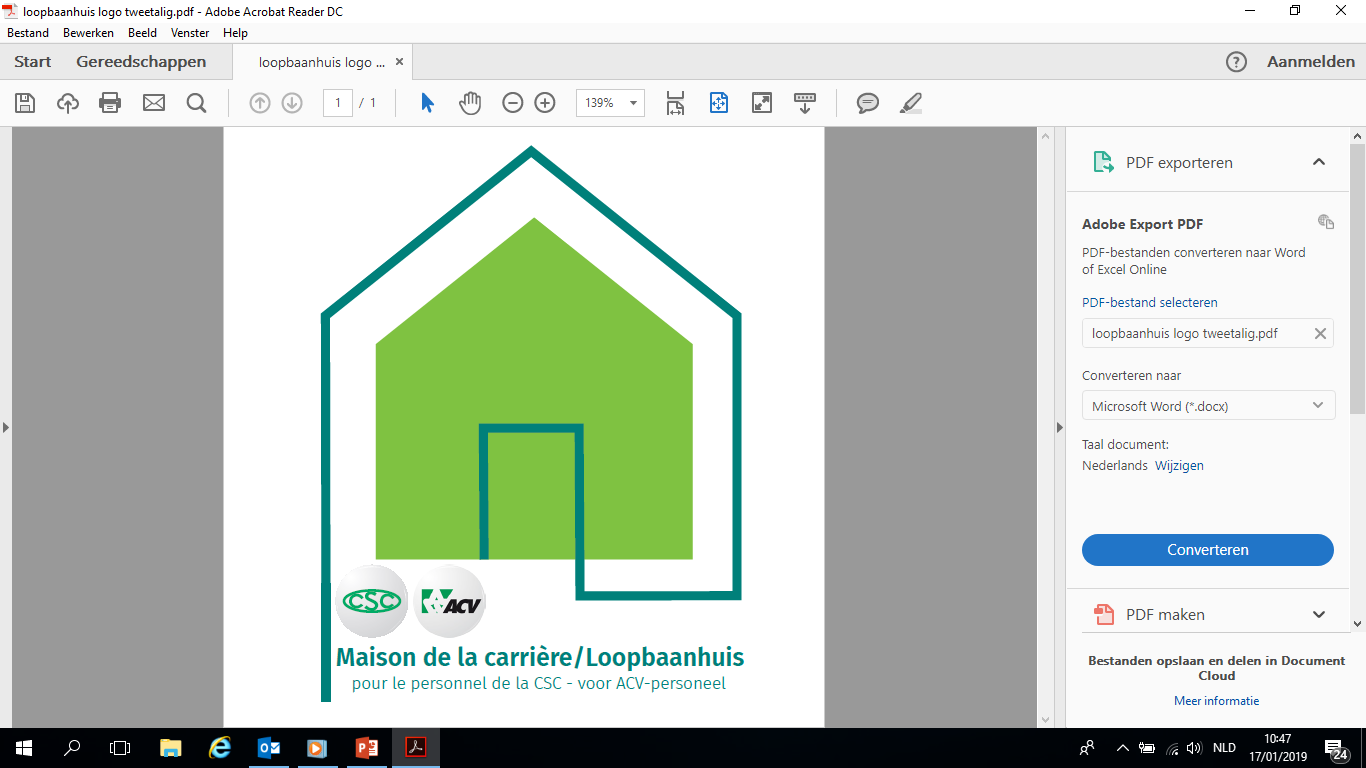 loopbaanhuis logo tweetalig.pdf - Adobe Acrobat Reader DC
Bestand Bewerken Beeld Venster Help
Start Gereedschappen loopbaanhuis logo ... × ? Aanmelden
1 / 1 139%
PDF exporteren
Adobe Export PDF
PDF-bestanden converteren naar Word
of Excel Online
PDF-bestand selecteren
loopbaanhuis logo tweetalig.pdf
Converteren naar
Microsoft Word (*.docx)
Taal document:
Nederlands Wijzigen
Converteren
PDF maken
Bestanden opslaan en delen in Document
Cloud
Meer informatie
CSC ACV
Maison de la carrière/Loopbaanhuis
pour le personnel de la CSC - voor ACV-personeel
NLD
10:47
17/01/2019
24